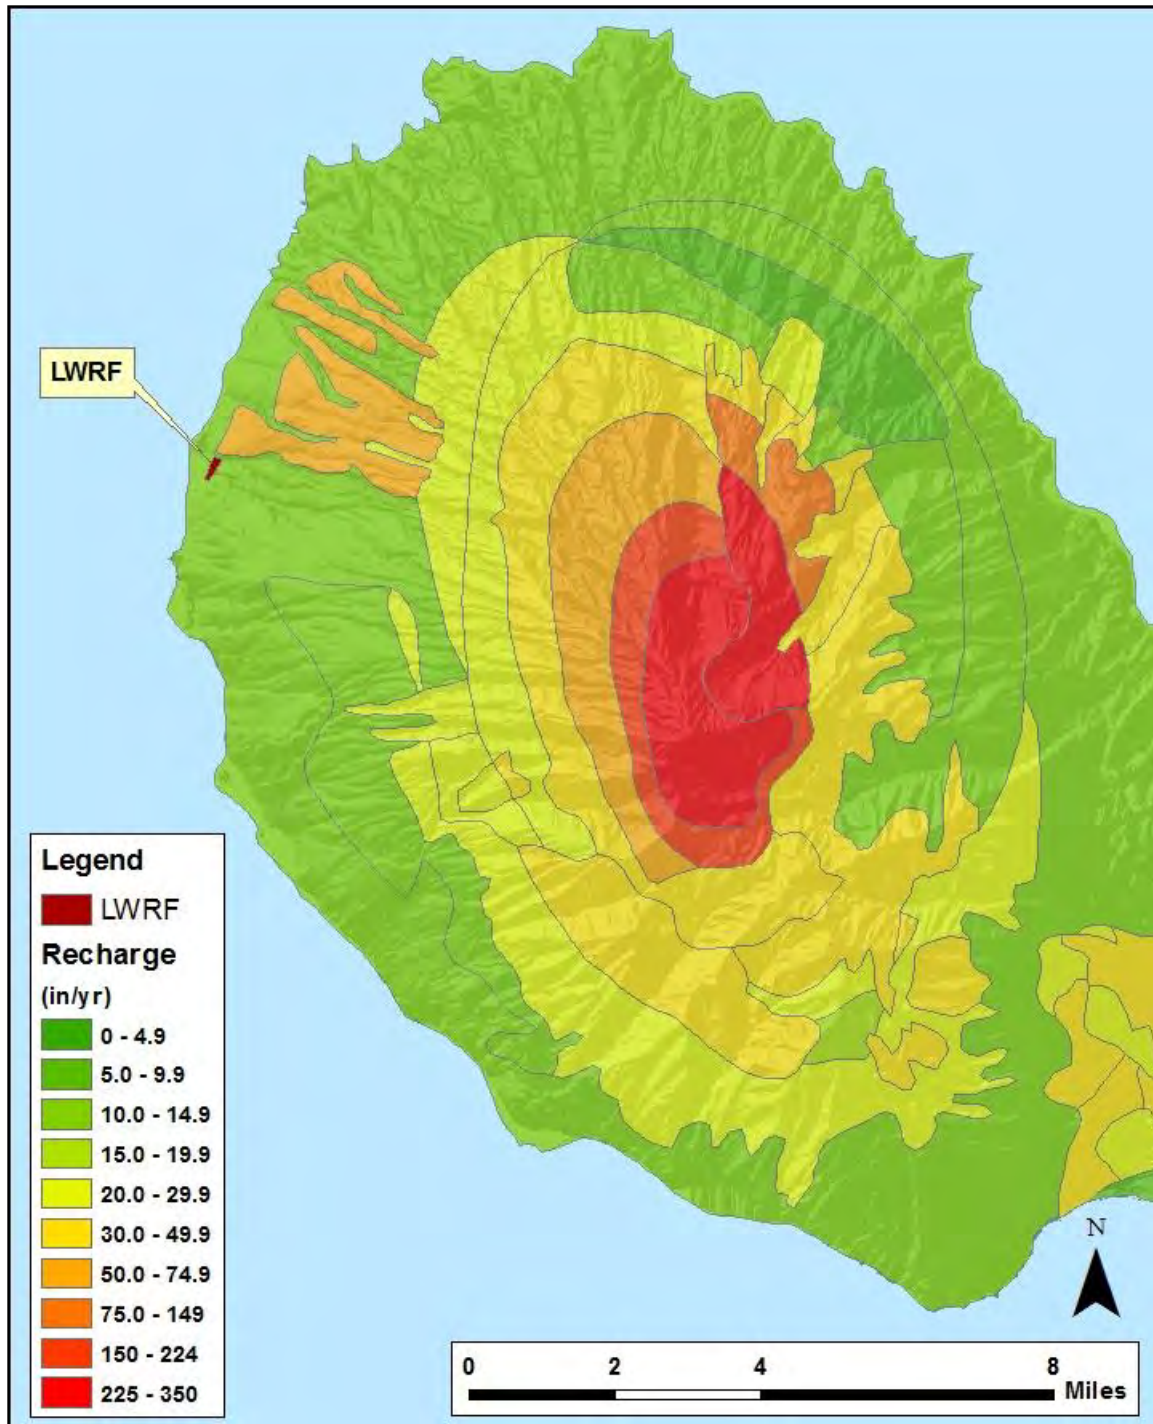 LWRF
Legend
LWRF
Recharge
(in/yr)
0 - 4.9
5.0 - 9.9
10.0 - 14.9
15.0 - 19.9
20.0 - 29.9
30.0 - 49.9
50.0 - 74.9
75.0 - 149
150 - 224
225 - 350
N
0 2 4 8
Miles